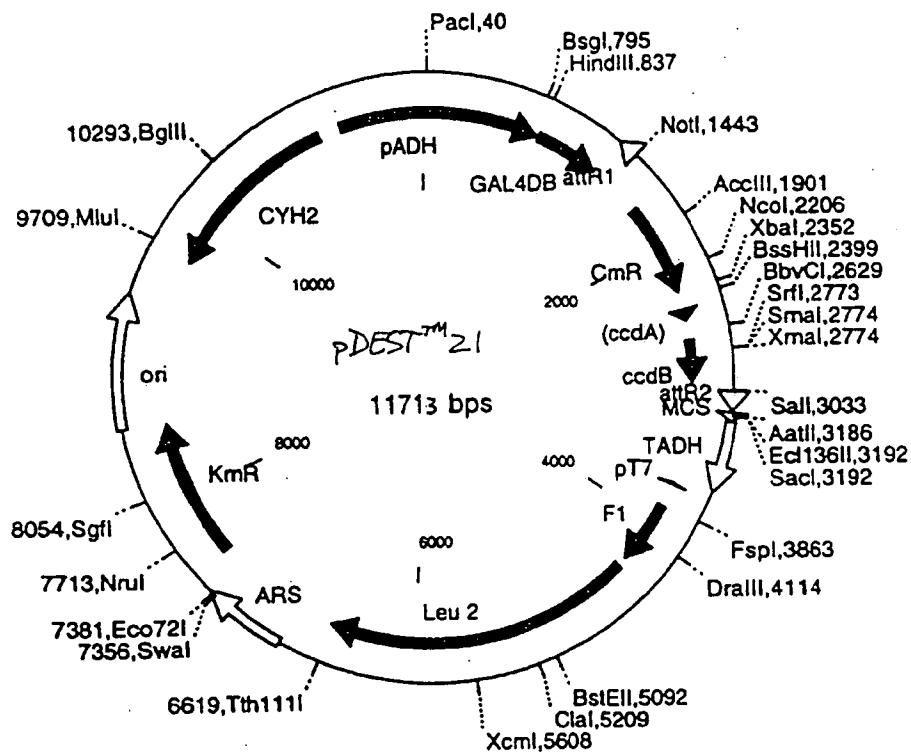 PacI,40
BsgI,795
HindIII.837
10293,BglII
NotI,1443
pADH
GAL4DB
attR1
AccIII,1901
CYH2
NcoI,2206
9709,MluI
XbaI,2352
BssHII,2399
CmR
BbvCI,2629
10000
2000
SrfI,2773
(ccdA)
SmaI,2774
pDEST™21
XmaI,2774
ori
ccdB
11713 bps
attR2
MCS
SalI,3033
AatII,3186
TADH
Ecl136II,3192
8000
KmR
4000
pT7
SacI,3192
F1
8054,SgfI
FspI,3863
6000
7713,NruI
DraIII,4114
ARS
Leu 2
7381,Eco72I
7356,SwaI
6619,Tth111I
BstEII,5092
ClaI,5209
XcmI,5608